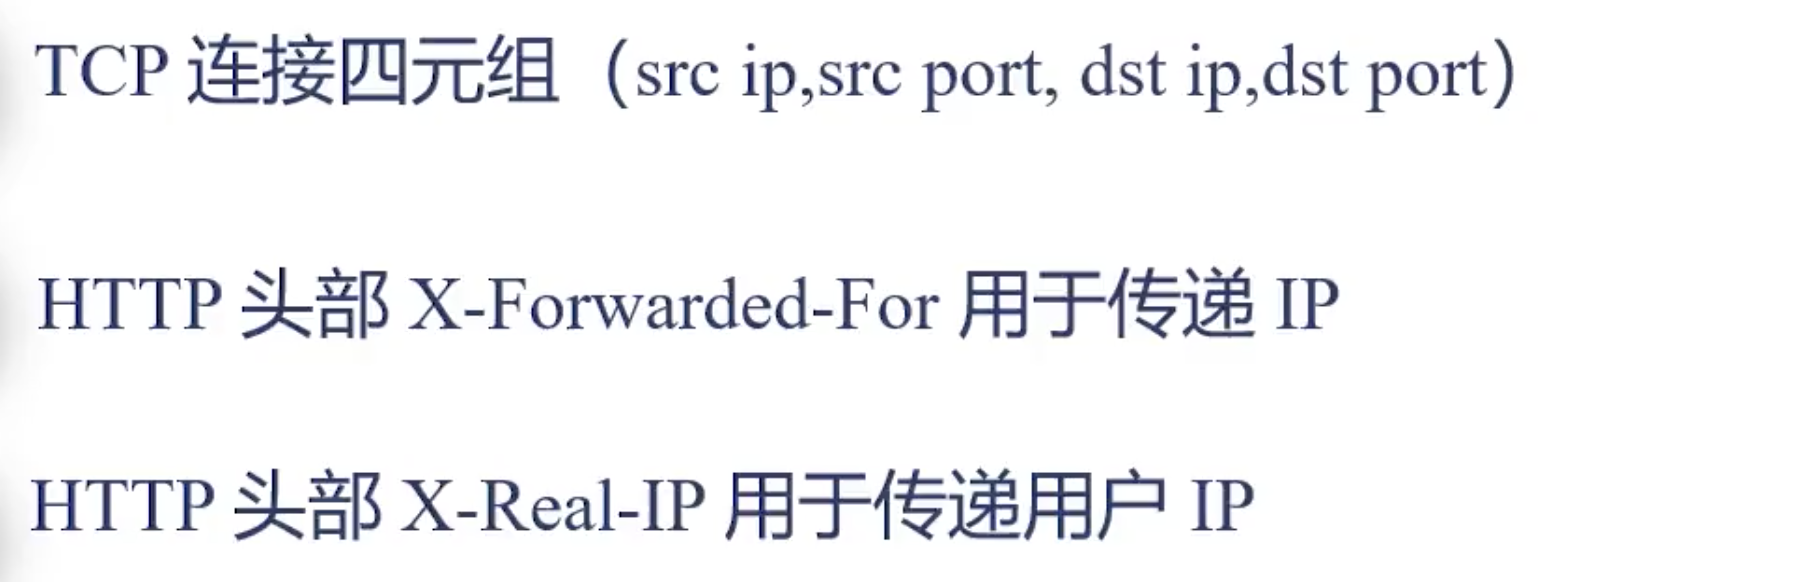 TCP 连接四元组（src ip,src port, dst ip,dst port）
HTTP 头部 X-Forwarded-For 用于传递 IP
HTTP 头部 X-Real-IP 用于传递用户 IP